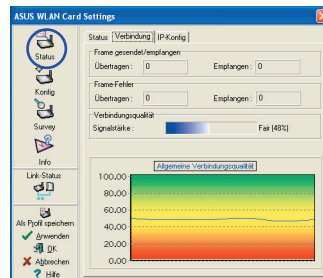 ASUS WLAN Card Settings
Status
Konfig
Survey
Info
Link-Status
Als Profil speichern
Anwenden
OK
Abbrechen
Hilfe
Status Verbindung IP-Konfig
Frame gesendet/empfangen
Übertragen : 0 Empfangen : 0
Frame-Fehler
Übertragen : 0 Empfangen : 0
Verbindungsqualität
Signalstärke : Fair (48%)
Allgemeine Verbindungsqualität
100,00
80,00
60,00
40,00
20,00
0,00